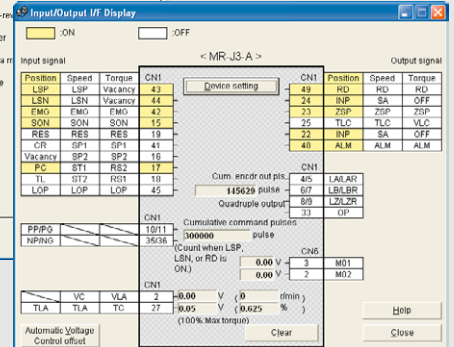 Input/Output I/F Display
:ON :OFF
< MR-J3-A >
Input signal Output signal
Position Speed Torque CN1 CN1 Position Speed Torque
LSP LSP Vacancy 43 Device setting 49 RD RD RD
LSN LSN Vacancy 44 24 INP SA OFF
EMG EMG EMG 42 23 ZSP ZSP ZSP
SON SON SON 15 25 TLC TLC VLC
RES RES RES 19 22 INP SA OFF
CR SP1 SP1 41 48 ALM ALM ALM
Vacancy SP2 SP2 16
PC ST1 RS2 17 CN1
TL ST2 RS1 18 Cum. encdr out pls. 4/5 LA/LAR
LOP LOP LOP 45 145629 pulse 6/7 LB/LBR
Quadruple output 8/9 LZ/LZR
33 OP
CN1
PP/PG 10/11 Cumulative command pulses
NP/NG 35/36 300000 pulse
(Count when LSP,
LSN, or RD is
ON.)
CN6
0.00 V 3 MO1
0.00 V 2 MO2
CN1
VC VLA 2 0.00 V ( 0 r/min )
TLA TLA TC 27 0.05 V ( 0.625 % )
(100% Max torque)
Help
Automatic Voltage
Control offset
Clear Close